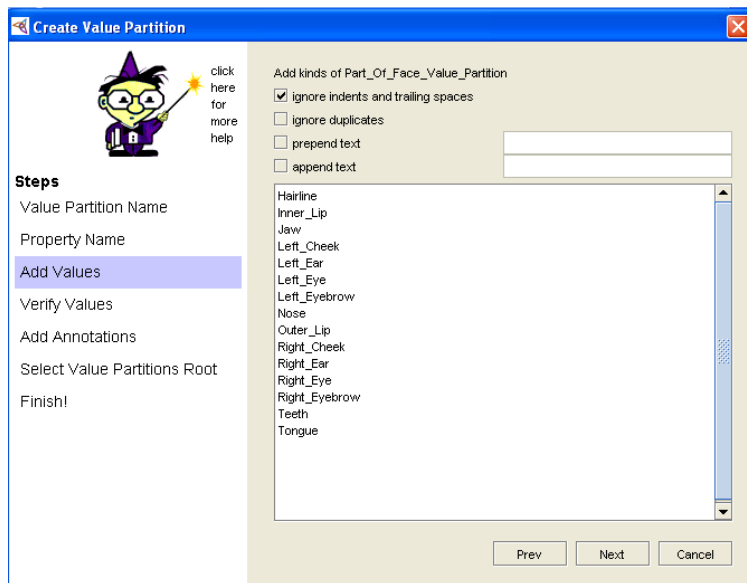 Create Value Partition
click
here
for
more
help
Steps
Value Partition Name
Property Name
Add Values
Verify Values
Add Annotations
Select Value Partitions Root
Finish!
Add kinds of Part_Of_Face_Value_Partition
ignore indents and trailing spaces
ignore duplicates
prepend text
append text
Hairline
Inner_Lip
Jaw
Left_Cheek
Left_Ear
Left_Eye
Left_Eyebrow
Nose
Outer_Lip
Right_Cheek
Right_Ear
Right_Eye
Right_Eyebrow
Teeth
Tongue
Prev Next Cancel